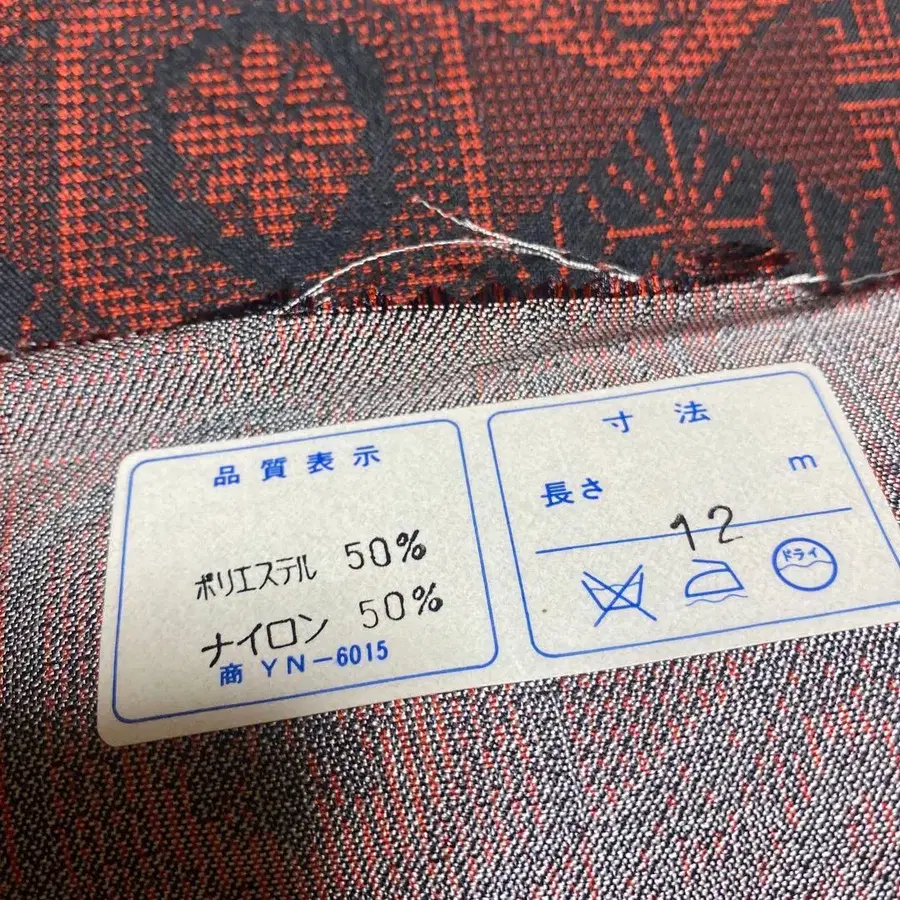 品質表示
ポリエステル 50%
ナイロン 50%
商 YN-6015
寸法
長さ m
12
ドライ